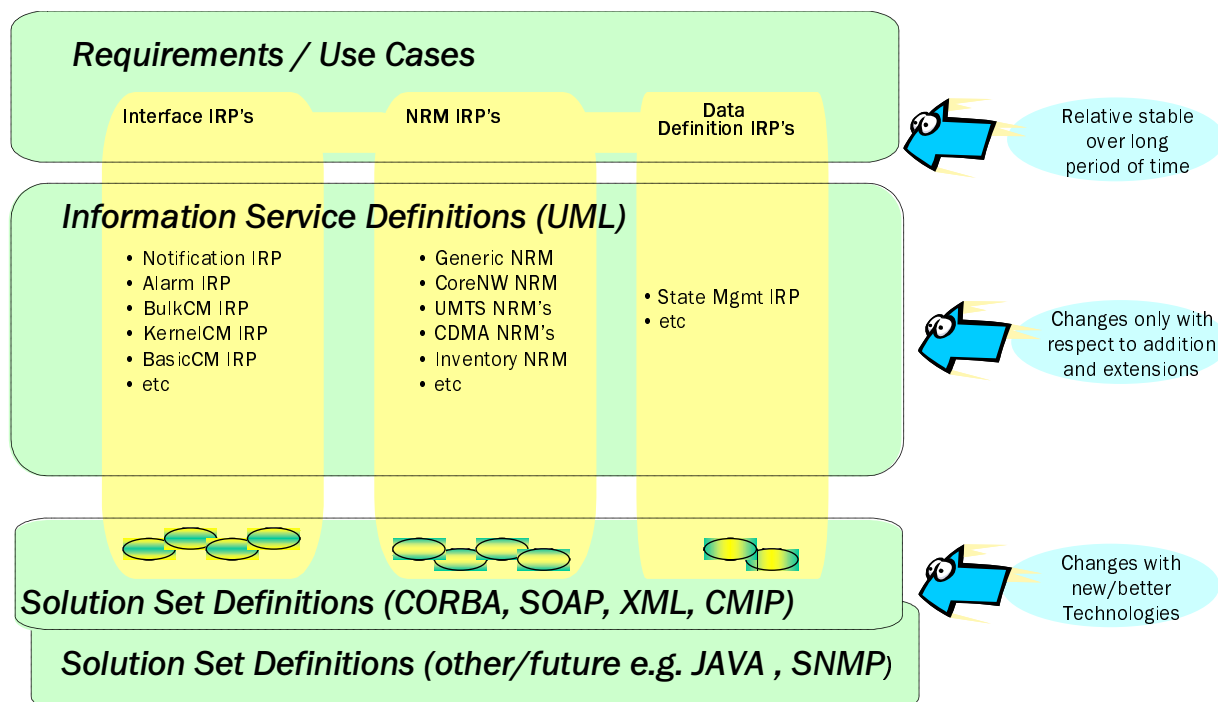 Requirements / Use Cases
Interface IRP's
NRM IRP's
Data
Definition IRP's
Relative stable
over long
period of time
Information Service Definitions (UML)
• Notification IRP
• Alarm IRP
• BulkCM IRP
• KernelCM IRP
• BasicCM IRP
• etc
• Generic NRM
• CoreNW NRM
• UMTS NRM's
• CDMA NRM's
• Inventory NRM
• etc
• State Mgmt IRP
• etc
Changes only with
respect to addition
and extensions
Solution Set Definitions (CORBA, SOAP, XML, CMIP)
Changes with
new/better
Technologies
Solution Set Definitions (other/future e.g. JAVA , SNMP)